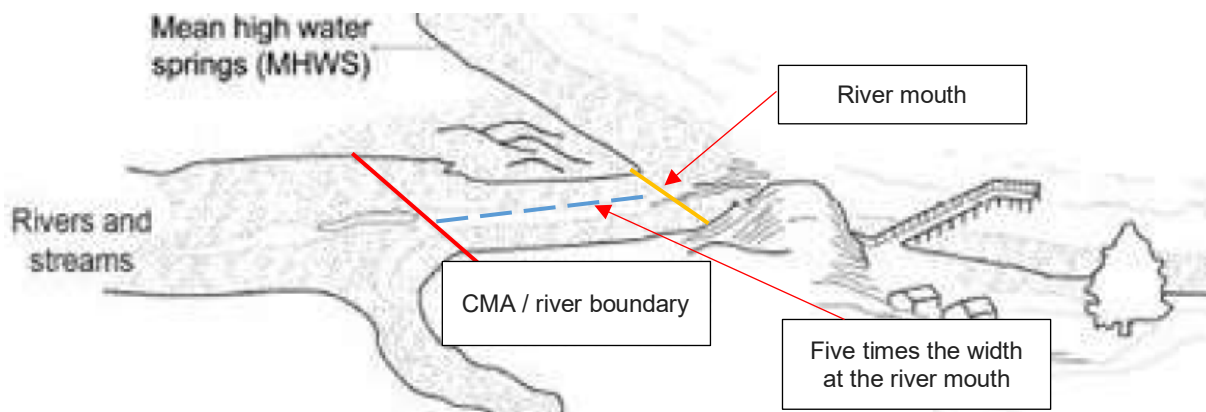 Mean high water
springs (MHWS)
River mouth
Rivers and
streams
CMA / river boundary
Five times the width
at the river mouth